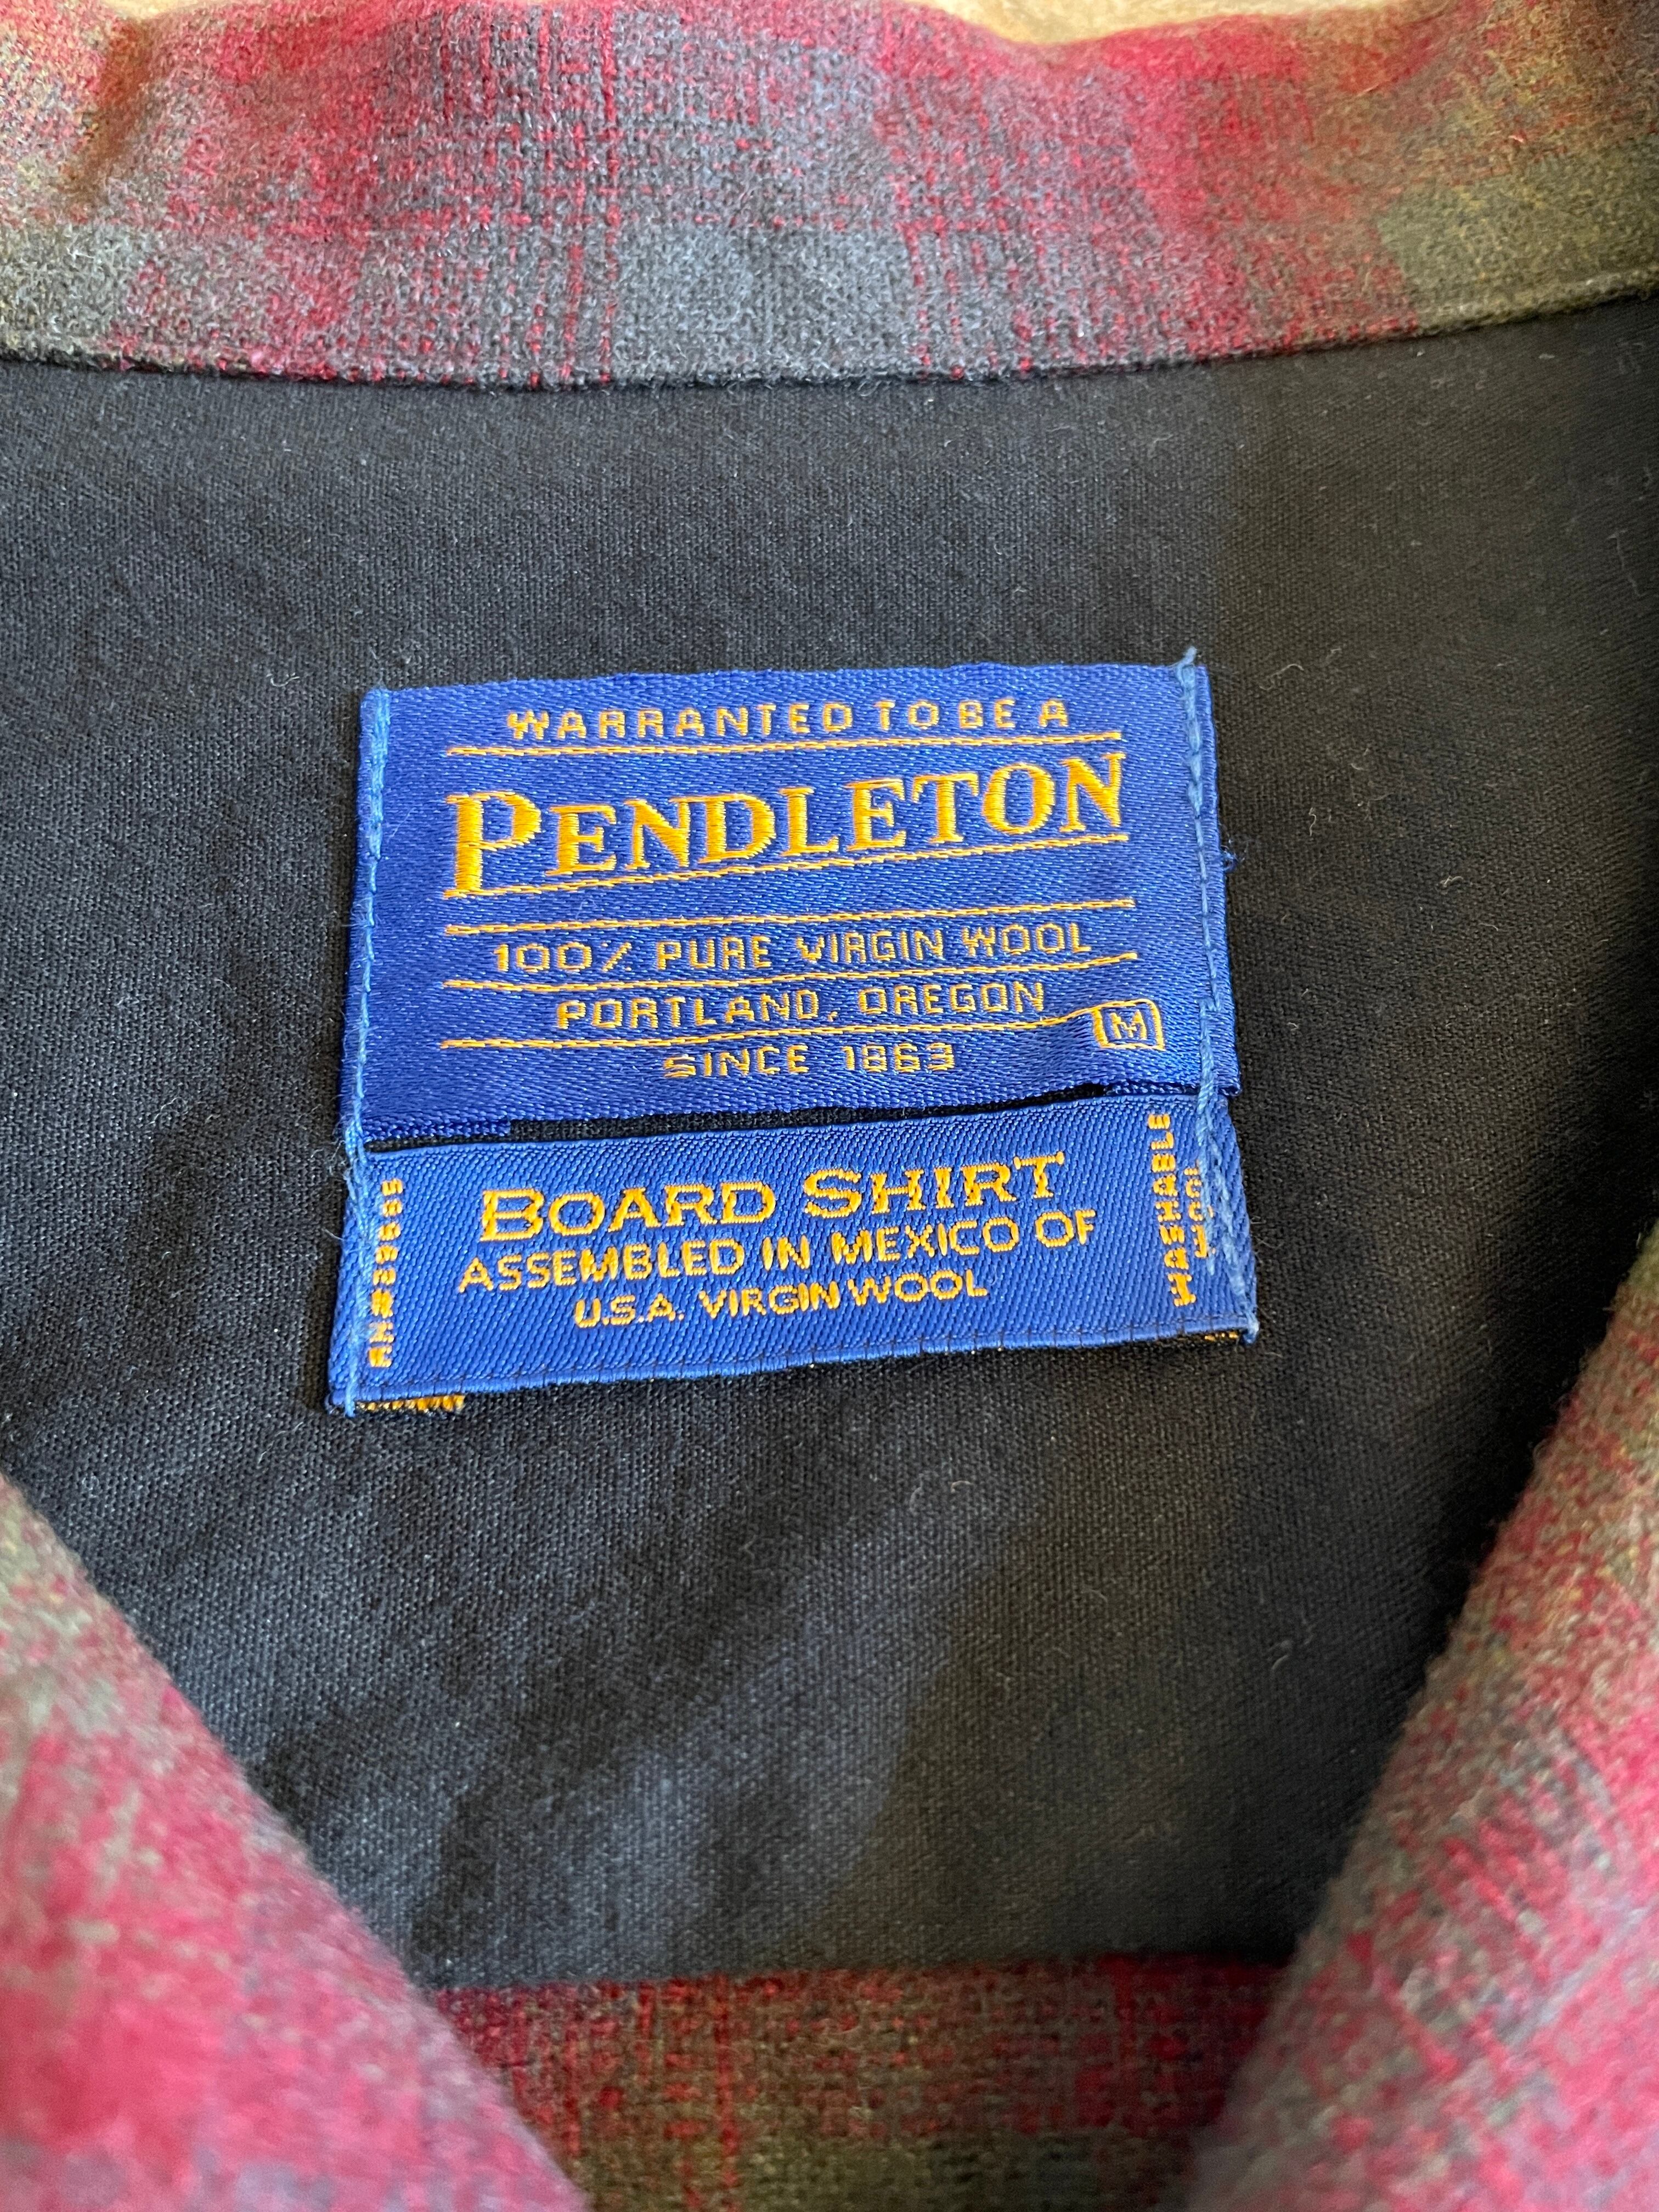 WARRANTED TO BE A
PENDLETON
100% PURE VIRGIN WOOL
PORTLAND, OREGON
M
SINCE 1863
BOARD SHIRT
ASSEMBLED IN MEXICO OF
U.S.A. VIRGIN WOOL
WASHABLE
WOOL